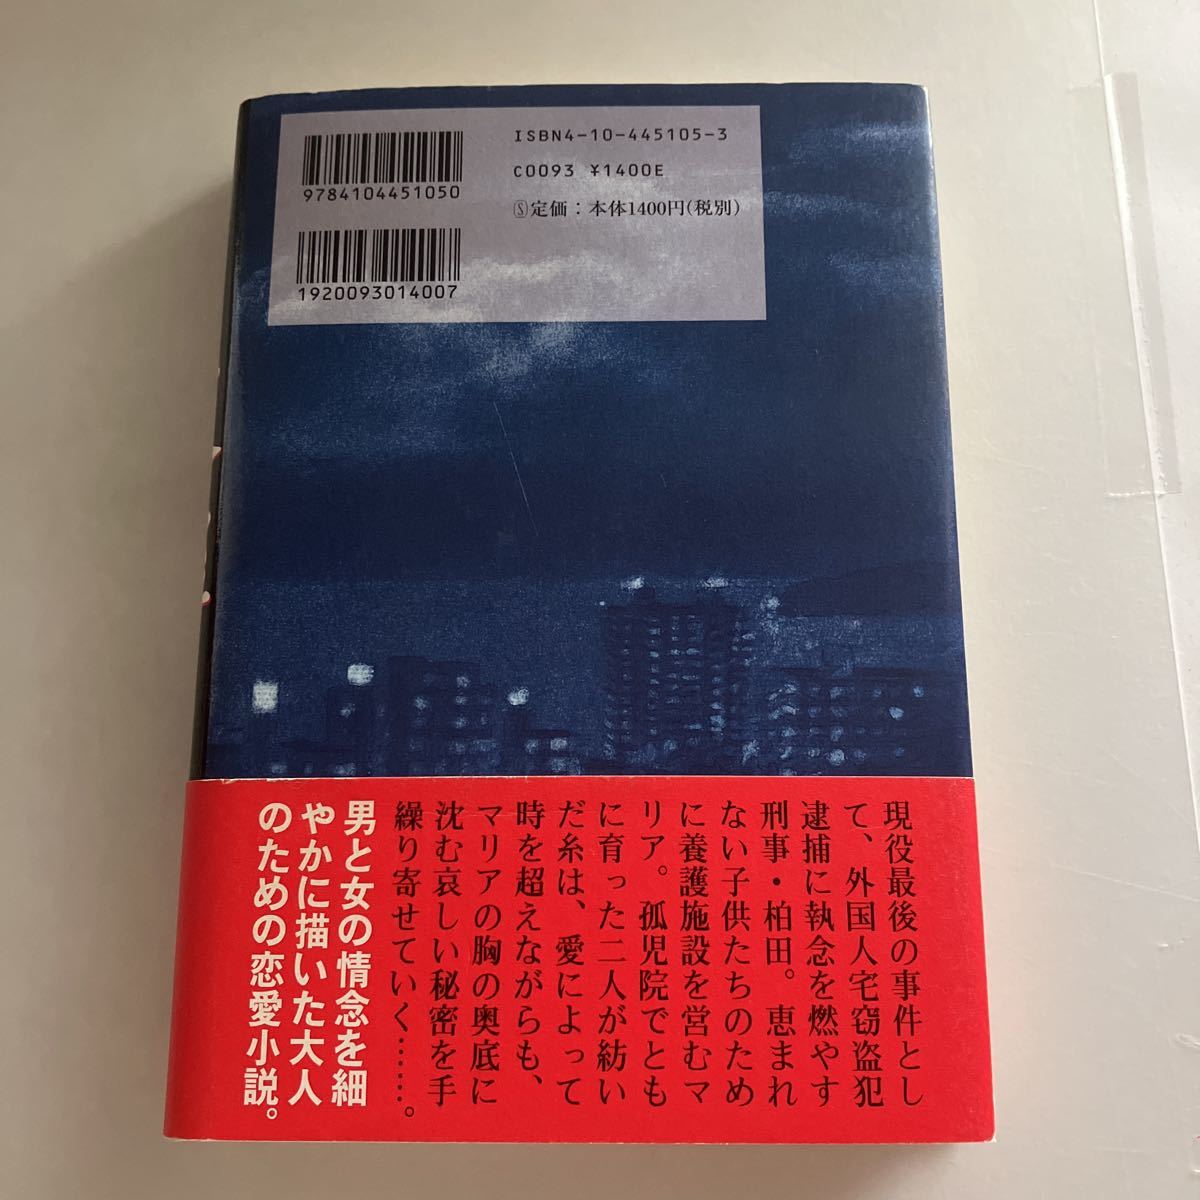 ISBN4-10-445105-3
C0093 ¥1400E
Ⓢ定価：本体1400円(税別)
9784104451050
1920093014007
現役最後の事件とし
て、外国人宅窃盗犯
逮捕に執念を燃やす
刑事・柏田。恵まれ
ない子供たちのため
に養護施設を営むマ
リア。孤児院でとも
に育った二人が紡い
だ糸は、愛によって
時を超えながらも、
マリアの胸の奥底に
沈む哀しい秘密を手
繰り寄せていく……。
男と女の情念を細
やかに描いた大人
のための恋愛小説。